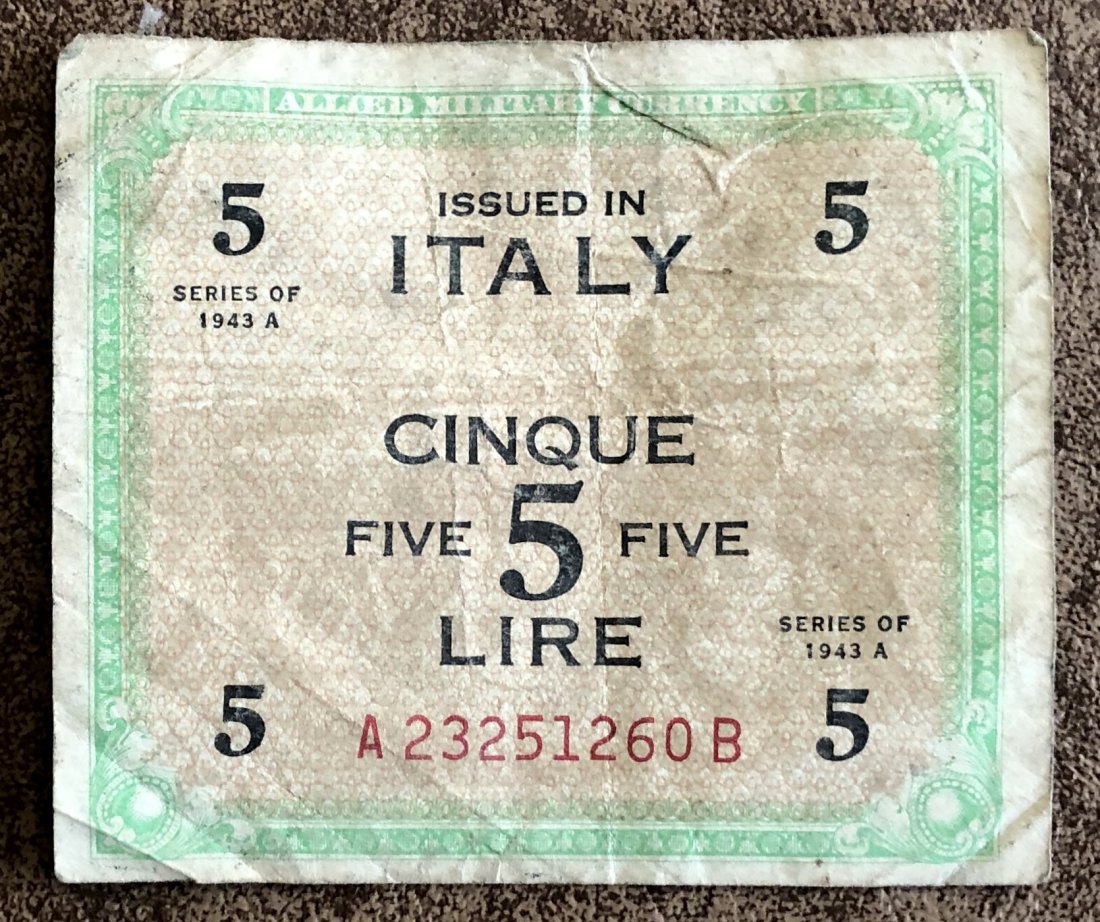 ALLIED MILITARY CURRENCY
5 ISSUED IN 5
ITALY
SERIES OF
1943 A
CINQUE
FIVE 5 FIVE
LIRE
SERIES OF
1943 A
5 A23251260B 5